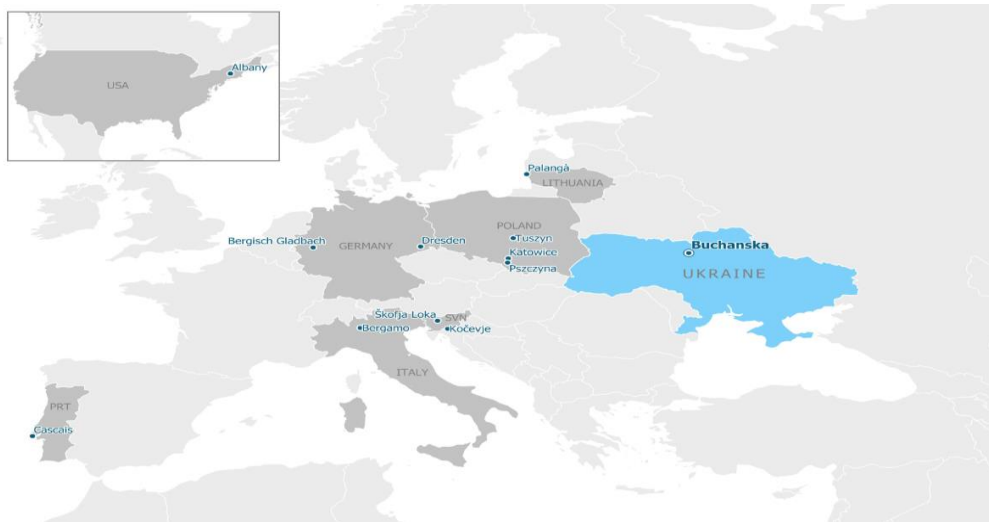 Albany
USA
Palangà
LITHUANIA
POLAND
Tuszyn
Bergisch Gladbach
GERMANY
Dresden
Katowice
Pszczyna
Buchanska
UKRAINE
Škofja Loka
SVN
Bergamo
Kočevje
ITALY
PRT
Cascais